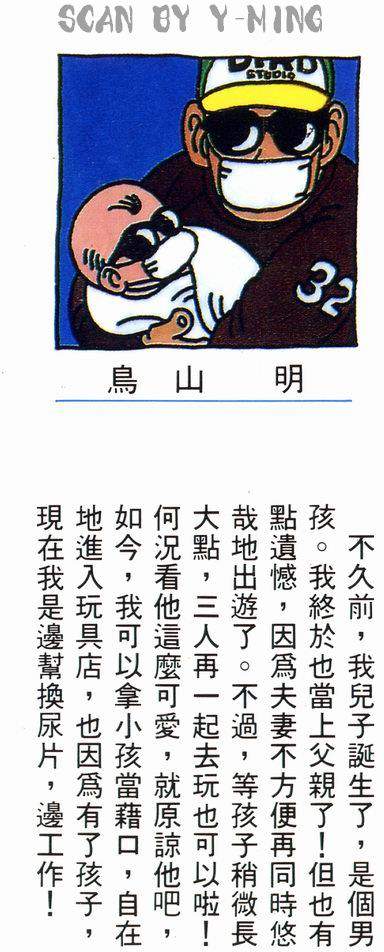 SCAN BY Y-MING
BIRD
STUDIO
32
鳥山 明
不久前，我兒子誕生了，是個男
孩。我終於也當上父親了！但也有
點遺憾，因為夫妻不方便再同時悠
哉地出遊了。不過，等孩子稍微長
大點，三人再一起去玩也可以啦！
何況看他這麼可愛，就原諒他吧，
如今，我可以拿小孩當藉口，自在
地進入玩具店，也因為有了孩子，
現在我是邊幫換尿片，邊工作！